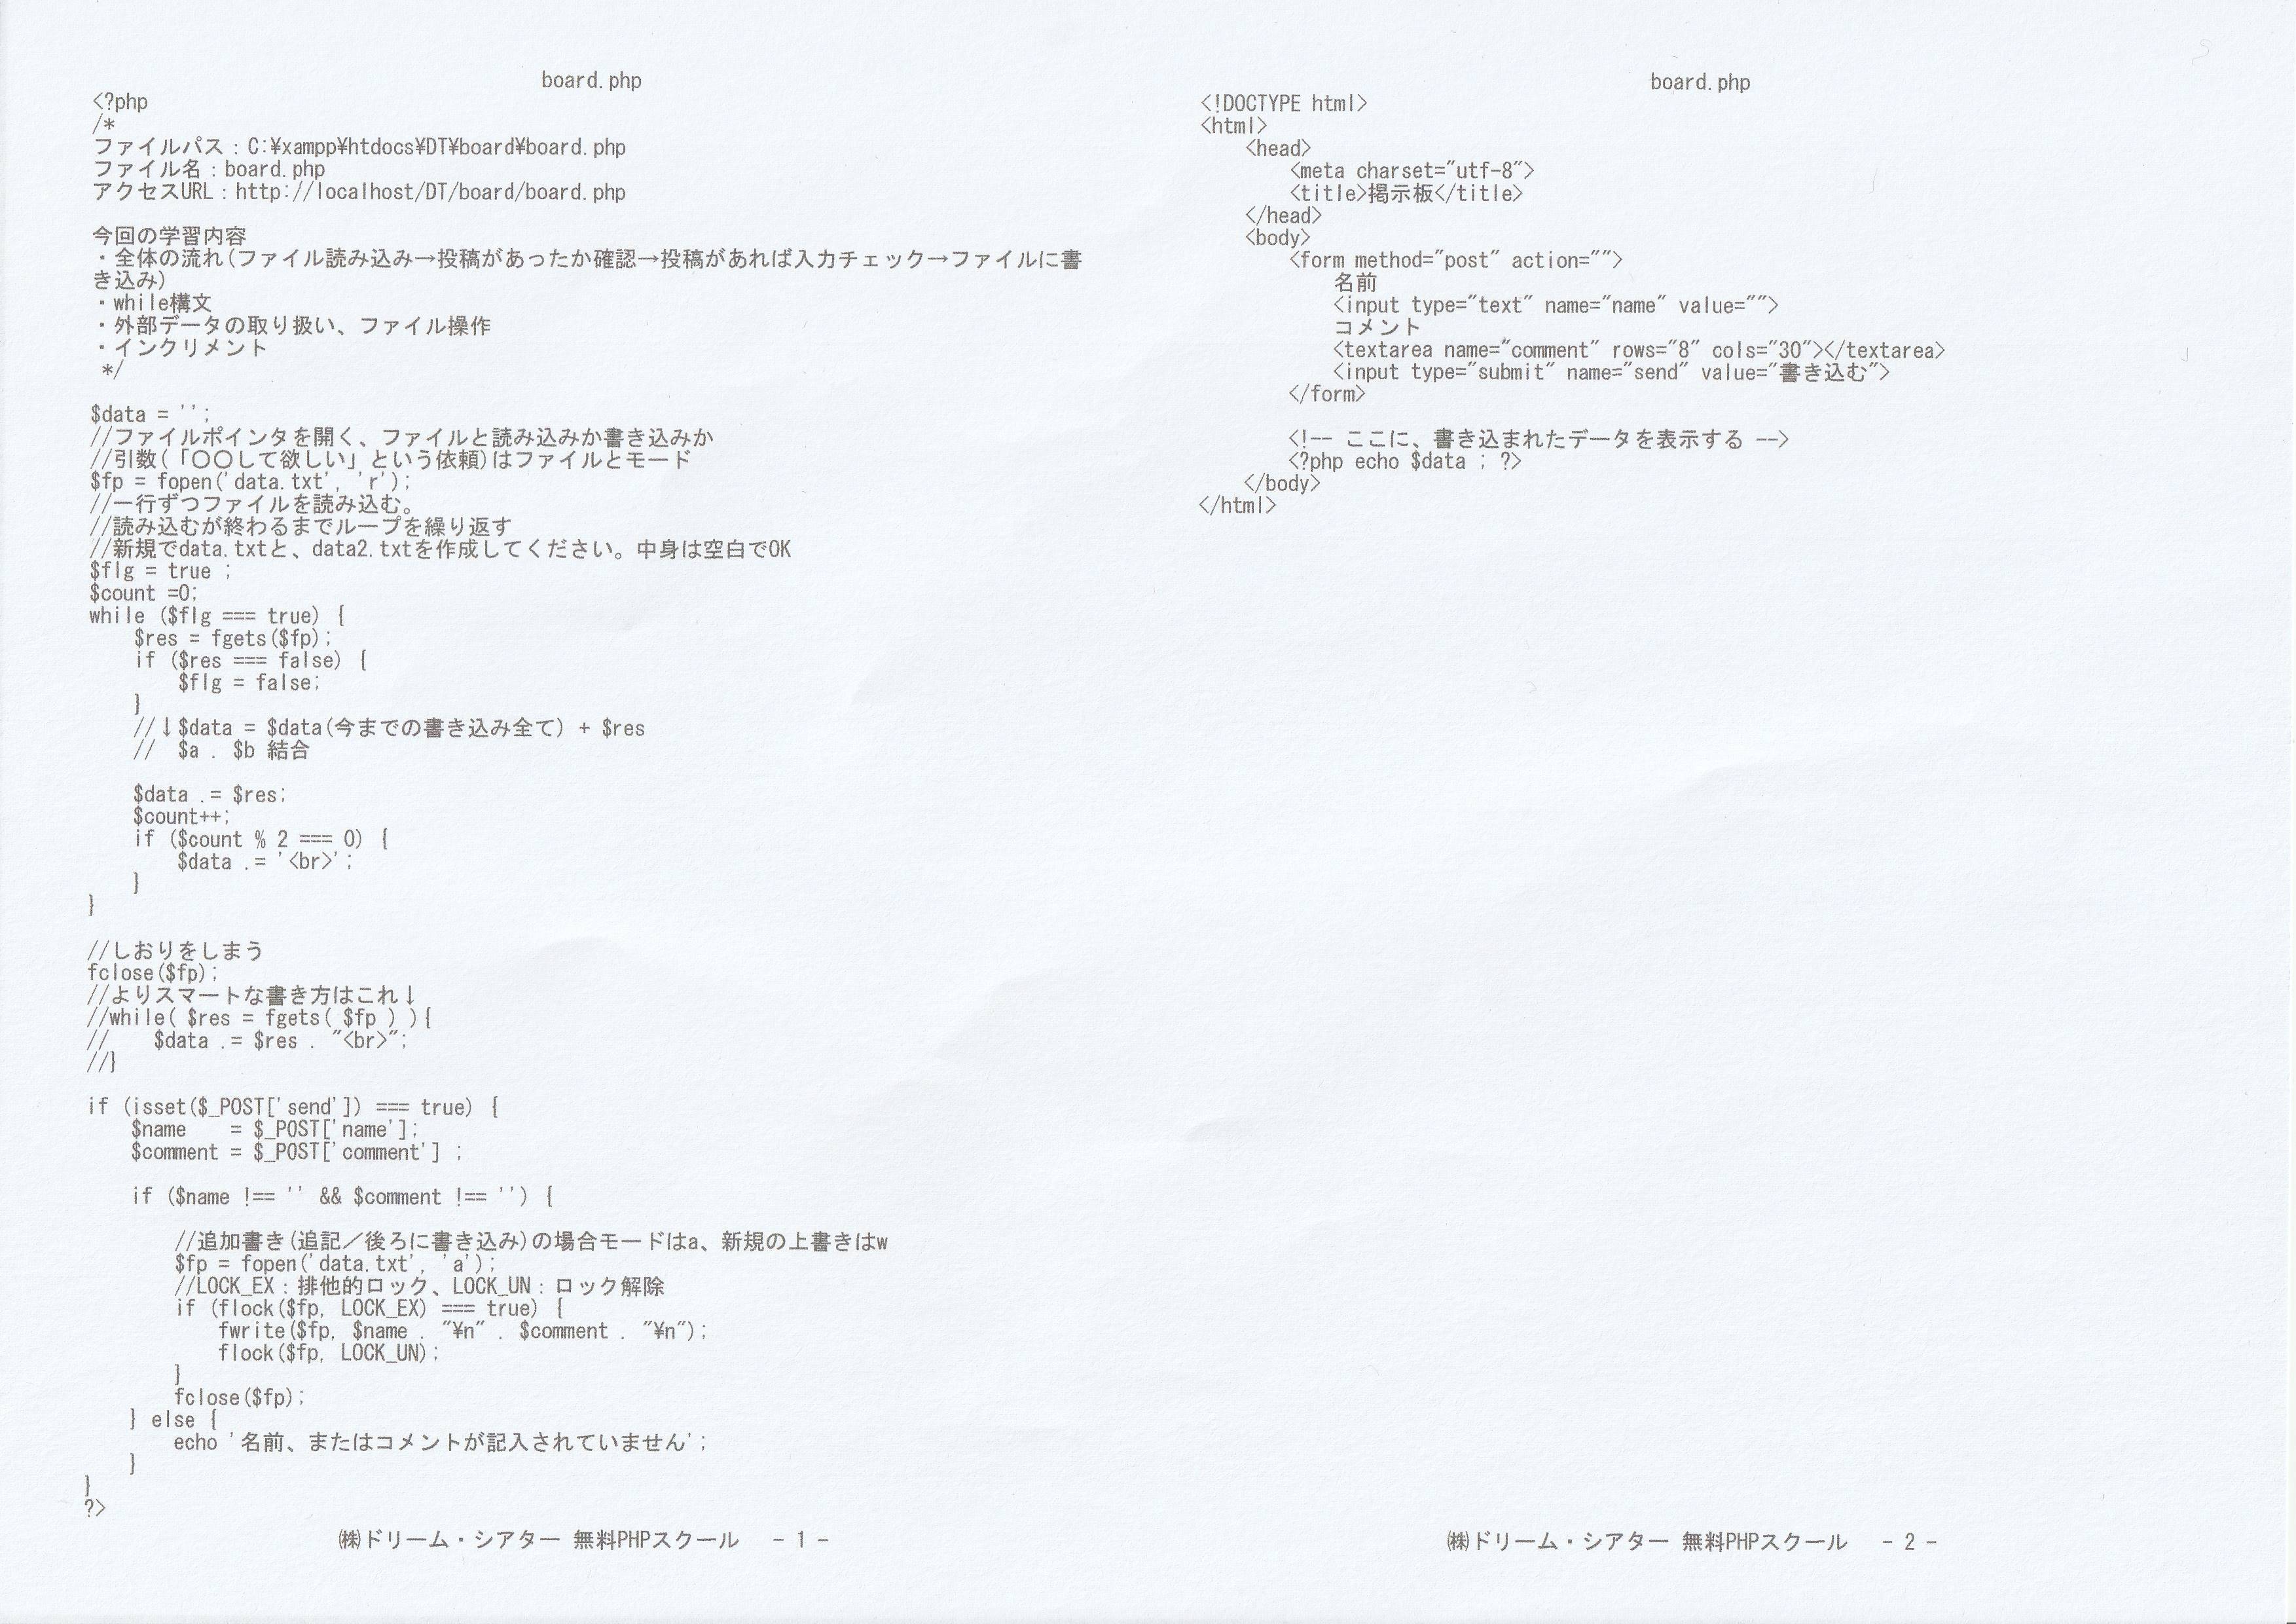 board.php
<?php
/*
ファイルパス：C:¥xampp¥htdocs¥DT¥board¥board.php
ファイル名：board.php
アクセスURL：http://localhost/DT/board/board.php

今回の学習内容
・全体の流れ(ファイル読み込み→投稿があったか確認→投稿があれば入力チェック→ファイルに書
き込み)
・while構文
・外部データの取り扱い、ファイル操作
・インクリメント
 */

$data = '';
//ファイルポインタを開く、ファイルと読み込みか書き込みか
//引数(「〇〇して欲しい」という依頼)はファイルとモード
$fp = fopen('data.txt', 'r');
//一行ずつファイルを読み込む。
//読み込むが終わるまでループを繰り返す
//新規でdata.txtと、data2.txtを作成してください。中身は空白でOK
$flg = true ;
$count =0;
while ($flg === true) {
    $res = fgets($fp);
    if ($res === false) {
        $flg = false;
    }
    //↓$data = $data(今までの書き込み全て) + $res
    //  $a . $b 結合

    $data .= $res;
    $count++;
    if ($count % 2 === 0) {
        $data .= '<br>';
    }
}

//しおりをしまう
fclose($fp);
//よりスマートな書き方はこれ↓
//while( $res = fgets( $fp ) ){
//    $data .= $res . "<br>";
//}

if (isset($_POST['send']) === true) {
    $name    = $_POST['name'];
    $comment = $_POST['comment'] ;

    if ($name !== '' && $comment !== '') {

        //追加書き(追記／後ろに書き込み)の場合モードはa、新規の上書きはw
        $fp = fopen('data.txt', 'a');
        //LOCK_EX：排他的ロック、LOCK_UN：ロック解除
        if (flock($fp, LOCK_EX) === true) {
            fwrite($fp, $name . "¥n" . $comment . "¥n");
            flock($fp, LOCK_UN);
        }
        fclose($fp);
    } else {
        echo '名前、またはコメントが記入されていません';
    }
}
?>
㈱ドリーム・シアター 無料PHPスクール   - 1 -
board.php
<!DOCTYPE html>
<html>
    <head>
        <meta charset="utf-8">
        <title>掲示板</title>
    </head>
    <body>
        <form method="post" action="">
            名前
            <input type="text" name="name" value="">
            コメント
            <textarea name="comment" rows="8" cols="30"></textarea>
            <input type="submit" name="send" value="書き込む">
        </form>

        <!-- ここに、書き込まれたデータを表示する -->
        <?php echo $data ; ?>
    </body>
</html>
㈱ドリーム・シアター 無料PHPスクール   - 2 -